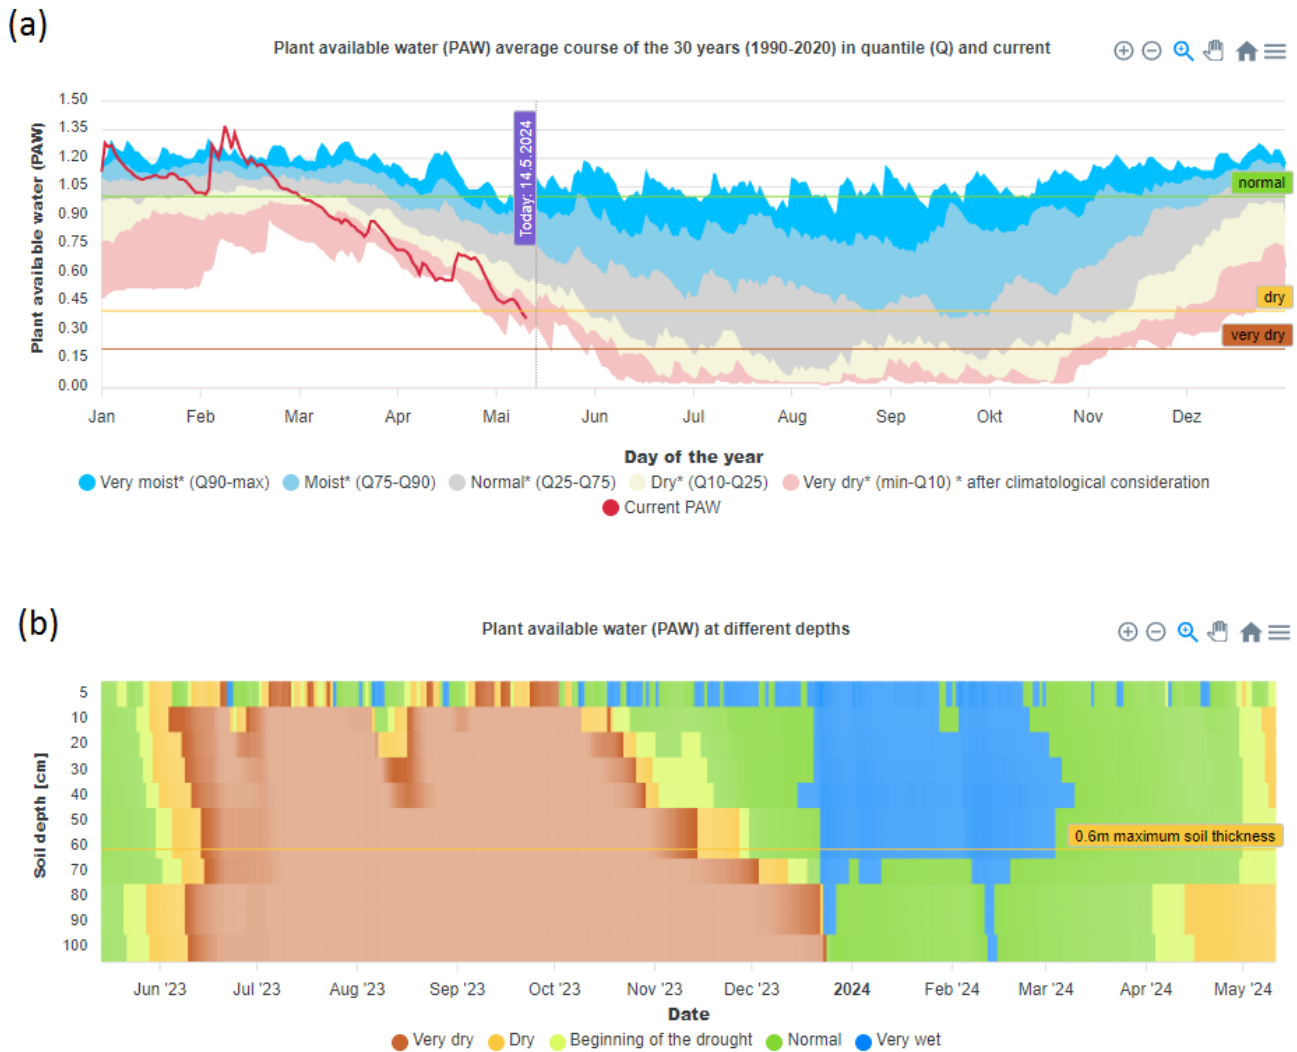 (a)
Plant available water (PAW) average course of the 30 years (1990-2020) in quantile (Q) and current
Plant available water (PAW)
1.50
1.35
1.20
1.05
0.90
0.75
0.60
0.45
0.30
0.15
0.00
Today: 14.5.2024
normal
dry
very dry
Jan Feb Mar Apr Mai Jun Jul Aug Sep Okt Nov Dez
Day of the year
Very moist* (Q90-max) Moist* (Q75-Q90) Normal* (Q25-Q75) Dry* (Q10-Q25) Very dry* (min-Q10) * after climatological consideration
Current PAW
(b)
Plant available water (PAW) at different depths
Soil depth [cm]
5
10
20
30
40
50
60
70
80
90
100
0.6m maximum soil thickness
Jun '23 Jul '23 Aug '23 Sep '23 Oct '23 Nov '23 Dec '23 2024 Feb '24 Mar '24 Apr '24 May '24
Date
Very dry Dry Beginning of the drought Normal Very wet